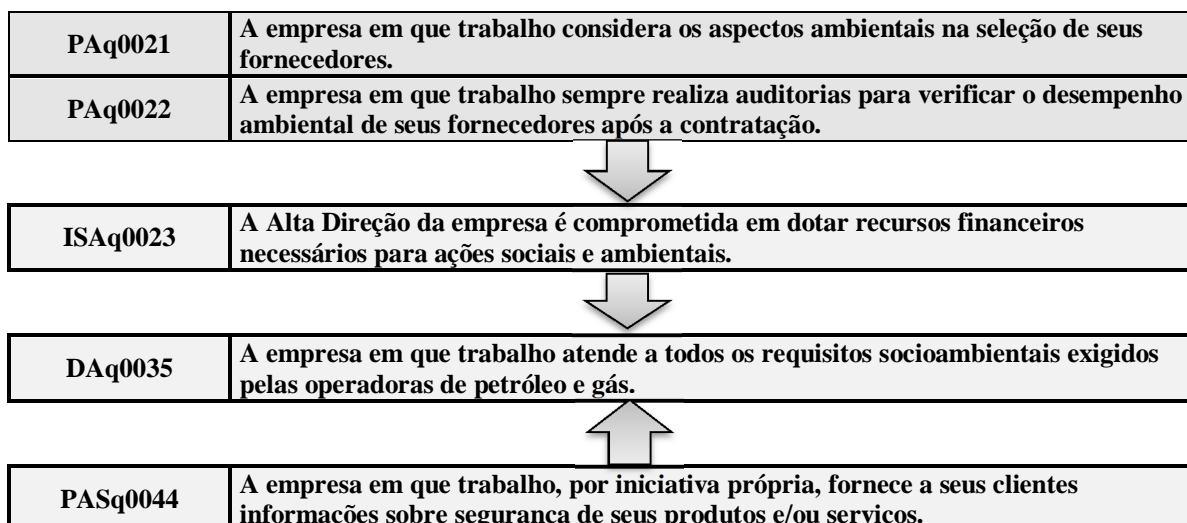 PAq0021
A empresa em que trabalho considera os aspectos ambientais na seleção de seus
fornecedores.
PAq0022
A empresa em que trabalho sempre realiza auditorias para verificar o desempenho
ambiental de seus fornecedores após a contratação.
ISAq0023
A Alta Direção da empresa é comprometida em dotar recursos financeiros
necessários para ações sociais e ambientais.
DAq0035
A empresa em que trabalho atende a todos os requisitos socioambientais exigidos
pelas operadoras de petróleo e gás.
PASq0044
A empresa em que trabalho, por iniciativa própria, fornece a seus clientes
informações sobre segurança de seus produtos e/ou serviços.